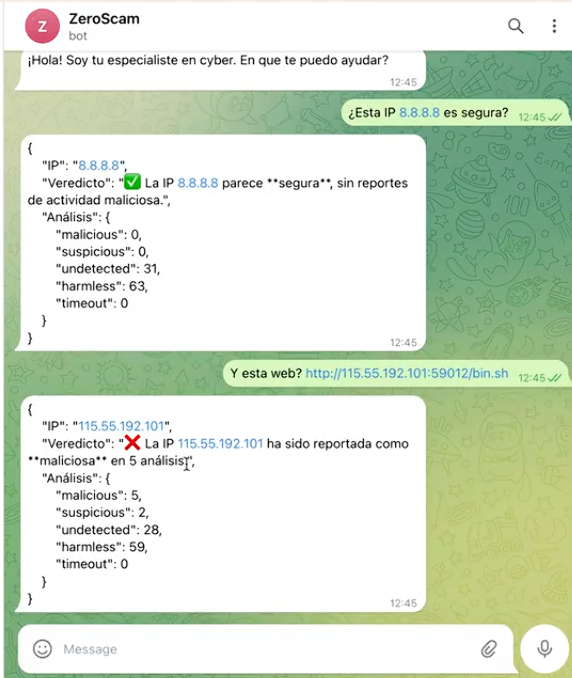 Z
ZeroScam
bot
¡Hola! Soy tu especialiste en cyber. En que te puedo ayudar?
12:45
¿Esta IP 8.8.8.8 es segura?
12:45
{
"IP": "8.8.8.8",
"Veredicto": "✅ La IP 8.8.8.8 parece **segura**, sin reportes
de actividad maliciosa.",
"Análisis": {
"malicious": 0,
"suspicious": 0,
"undetected": 31,
"harmless": 63,
"timeout": 0
}
}
12:45
Y esta web? http://115.55.192.101:59012/bin.sh
12:45
{
"IP": "115.55.192.101",
"Veredicto": "❌ La IP 115.55.192.101 ha sido reportada como
**maliciosa** en 5 análisis",
"Análisis": {
"malicious": 5,
"suspicious": 2,
"undetected": 28,
"harmless": 59,
"timeout": 0
}
}
12:45
Message